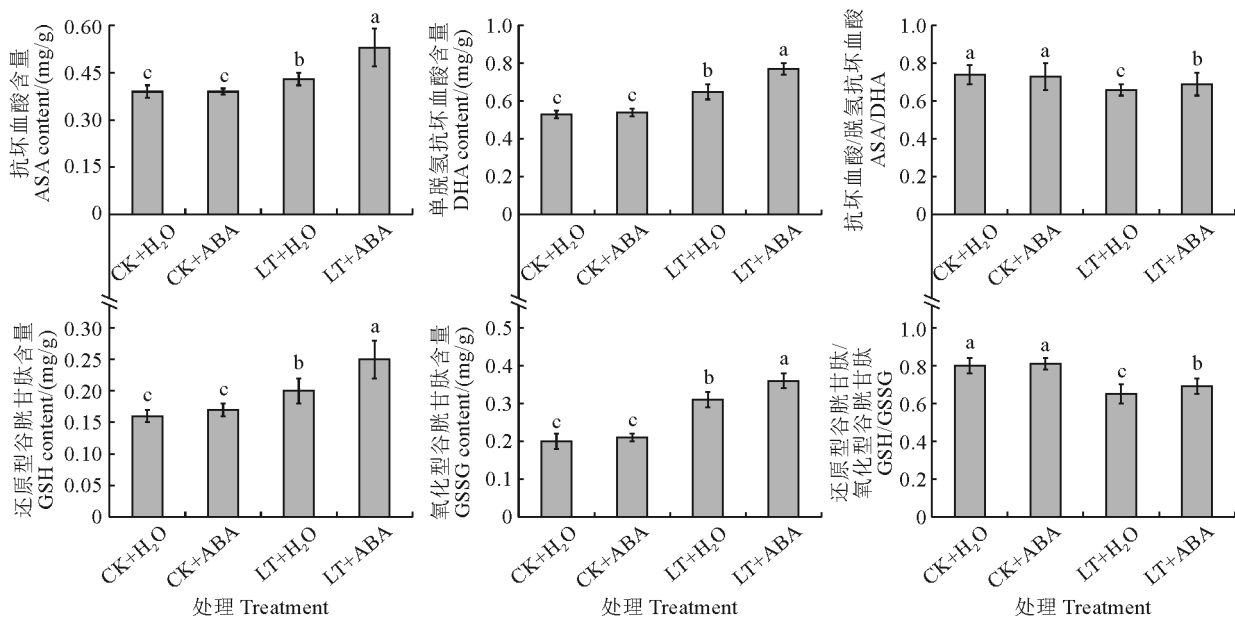 抗坏血酸含量
ASA content/(mg/g)
0.60
0.45
0.30
0.15
0
c
c
b
a
CK+H₂O
CK+ABA
LT+H₂O
LT+ABA
单脱氢抗坏血酸含量
DHA content/(mg/g)
1.0
0.8
0.6
0.4
0.2
0
c
c
b
a
CK+H₂O
CK+ABA
LT+H₂O
LT+ABA
抗坏血酸/脱氢抗坏血酸
ASA/DHA
1.0
0.8
0.6
0.4
0.2
0
a
a
c
b
CK+H₂O
CK+ABA
LT+H₂O
LT+ABA
还原型谷胱甘肽含量
GSH content/(mg/g)
0.30
0.25
0.20
0.15
0.10
0.05
0
c
c
b
a
CK+H₂O
CK+ABA
LT+H₂O
LT+ABA
处理 Treatment
氧化型谷胱甘肽含量
GSSG content/(mg/g)
0.5
0.4
0.3
0.2
0.1
0
c
c
b
a
CK+H₂O
CK+ABA
LT+H₂O
LT+ABA
处理 Treatment
还原型谷胱甘肽/
氧化型谷胱甘肽
GSH/GSSG
1.0
0.8
0.6
0.4
0.2
0
a
a
c
b
CK+H₂O
CK+ABA
LT+H₂O
LT+ABA
处理 Treatment